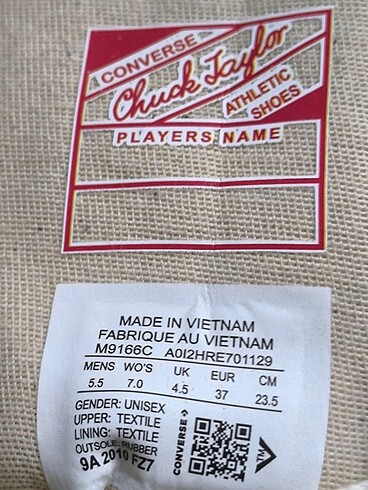 CONVERSE
Chuck Taylor
ATHLETIC
SHOES
PLAYERS NAME
MADE IN VIETNAM
FABRIQUE AU VIETNAM
M9166C A0I2HRE701129
MENS WO'S UK EUR CM
5.5 7.0 4.5 37 23.5
GENDER: UNISEX
UPPER: TEXTILE
LINING: TEXTILE
OUTSOLE: RUBBER
9A 2010 FZ7
CONVERSE